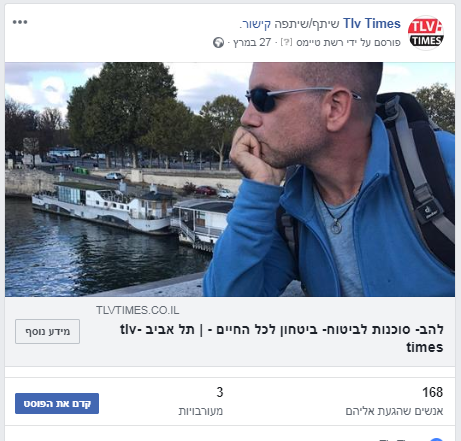 Tlv Times שיתף/שיתפה קישור.
פורסם על ידי רשת טיימס [?] · 27 במרץ ·
TLV
TIMES
TLVTIMES.CO.IL
להב- סוכנות לביטוח- ביטחון לכל החיים - | תל אביב -tlv
times
מידע נוסף
168
אנשים שהגעת אליהם
3
מעורבויות
קדם את הפוסט